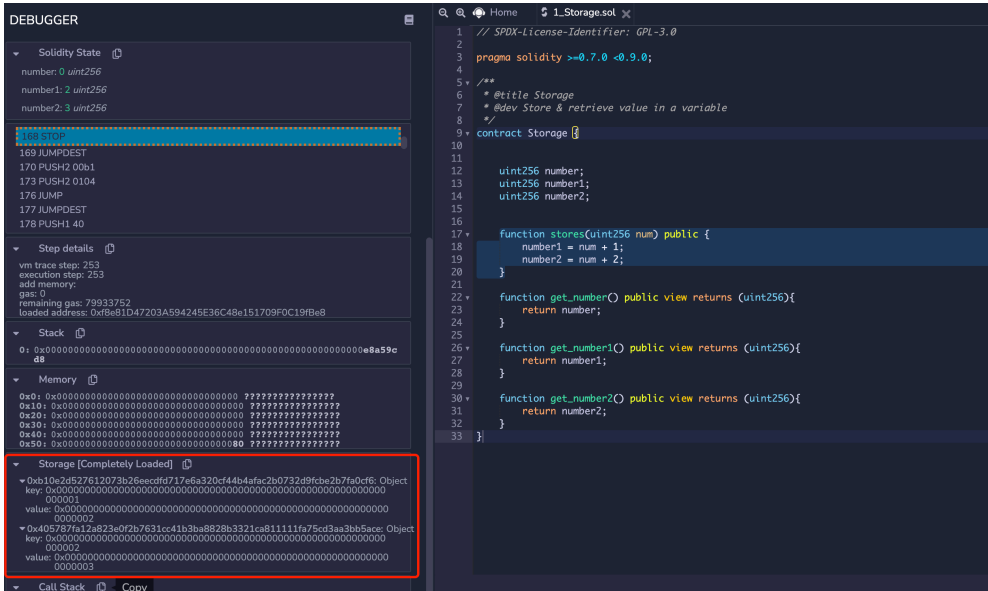 DEBUGGER
Solidity State
number: 0 uint256
number1: 2 uint256
number2: 3 uint256
168 STOP
169 JUMPDEST
170 PUSH2 00b1
173 PUSH2 0104
176 JUMP
177 JUMPDEST
178 PUSH1 40
Step details
vm trace step: 253
execution step: 253
add memory:
gas: 0
remaining gas: 79933752
loaded address: 0xf8e81D47203A594245E36C48e151709F0C19fBe8
Stack
0: 0x00000000000000000000000000000000000000000000000000000000e8a59c
d8
Memory
0x0: 0x00000000000000000000000000000000 ????????????????
0x10: 0x00000000000000000000000000000000 ????????????????
0x20: 0x00000000000000000000000000000000 ????????????????
0x30: 0x00000000000000000000000000000000 ????????????????
0x40: 0x00000000000000000000000000000000 ????????????????
0x50: 0x00000000000000000000000000000080 ????????????????
Storage [Completely Loaded]
0xb10e2d527612073b26eecdfd717e6a320cf44b4afac2b0732d9fcbe2b7fa0cf6: Object
key: 0x0000000000000000000000000000000000000000000000000000000000
000001
value: 0x000000000000000000000000000000000000000000000000000000000
0000002
0x405787fa12a823e0f2b7631cc41b3ba8828b3321ca811111fa75cd3aa3bb5ace: Object
key: 0x0000000000000000000000000000000000000000000000000000000000
000002
value: 0x000000000000000000000000000000000000000000000000000000000
0000003
Call Stack
Copy
Home
1_Storage.sol
1 // SPDX-License-Identifier: GPL-3.0
2
3 pragma solidity >=0.7.0 <0.9.0;
4
5 /**
6 * @title Storage
7 * @dev Store & retrieve value in a variable
8 */
9 contract Storage {
10
11
12 uint256 number;
13 uint256 number1;
14 uint256 number2;
15
16
17 function stores(uint256 num) public {
18 number1 = num + 1;
19 number2 = num + 2;
20 }
21
22 function get_number() public view returns (uint256){
23 return number;
24 }
25
26 function get_number1() public view returns (uint256){
27 return number1;
28 }
29
30 function get_number2() public view returns (uint256){
31 return number2;
32 }
33 }